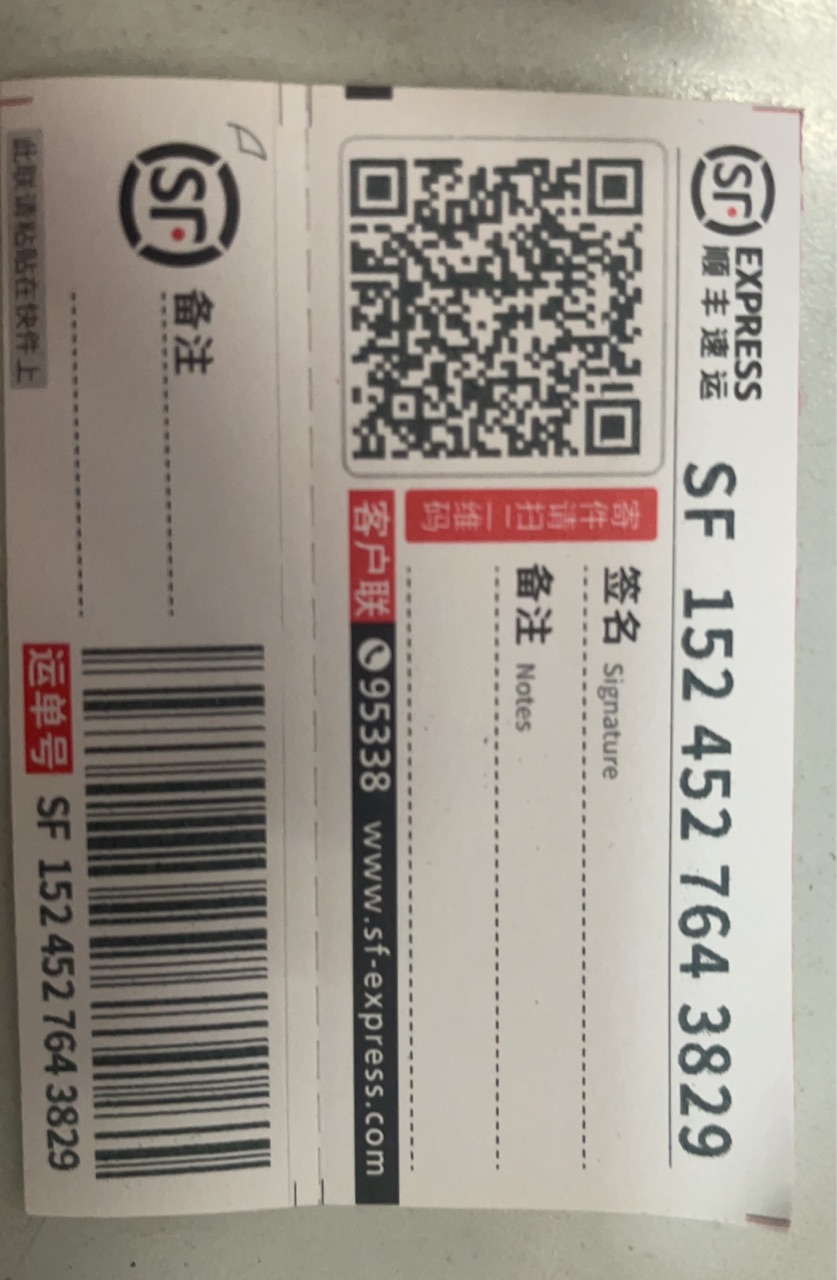 SF EXPRESS
顺丰速运
SF 152 452 764 3829
寄件请扫二维码
签名 Signature
备注 Notes
客户联 95338 www.sf-express.com
SF
备注
运单号 SF 152 452 764 3829
此联请粘贴在快件上